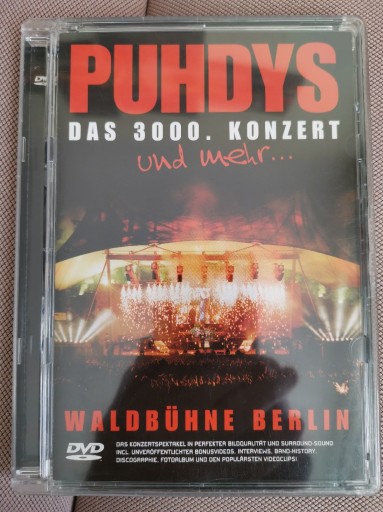 PUHDYS
DAS 3000. KONZERT
und mehr...
WALDBÜHNE BERLIN
DVD
DAS KONZERTSPEKTAKEL IN PERFEKTER BILDQUALITÄT UND SURROUND-SOUND
INCL. UNVERÖFFENTLICHTER BONUSVIDEOS, INTERVIEWS, BAND-HISTORY,
DISCOGRAPHIE, FOTOALBUM UND DEN POPULÄRSTEN VIDEOCLIPS!